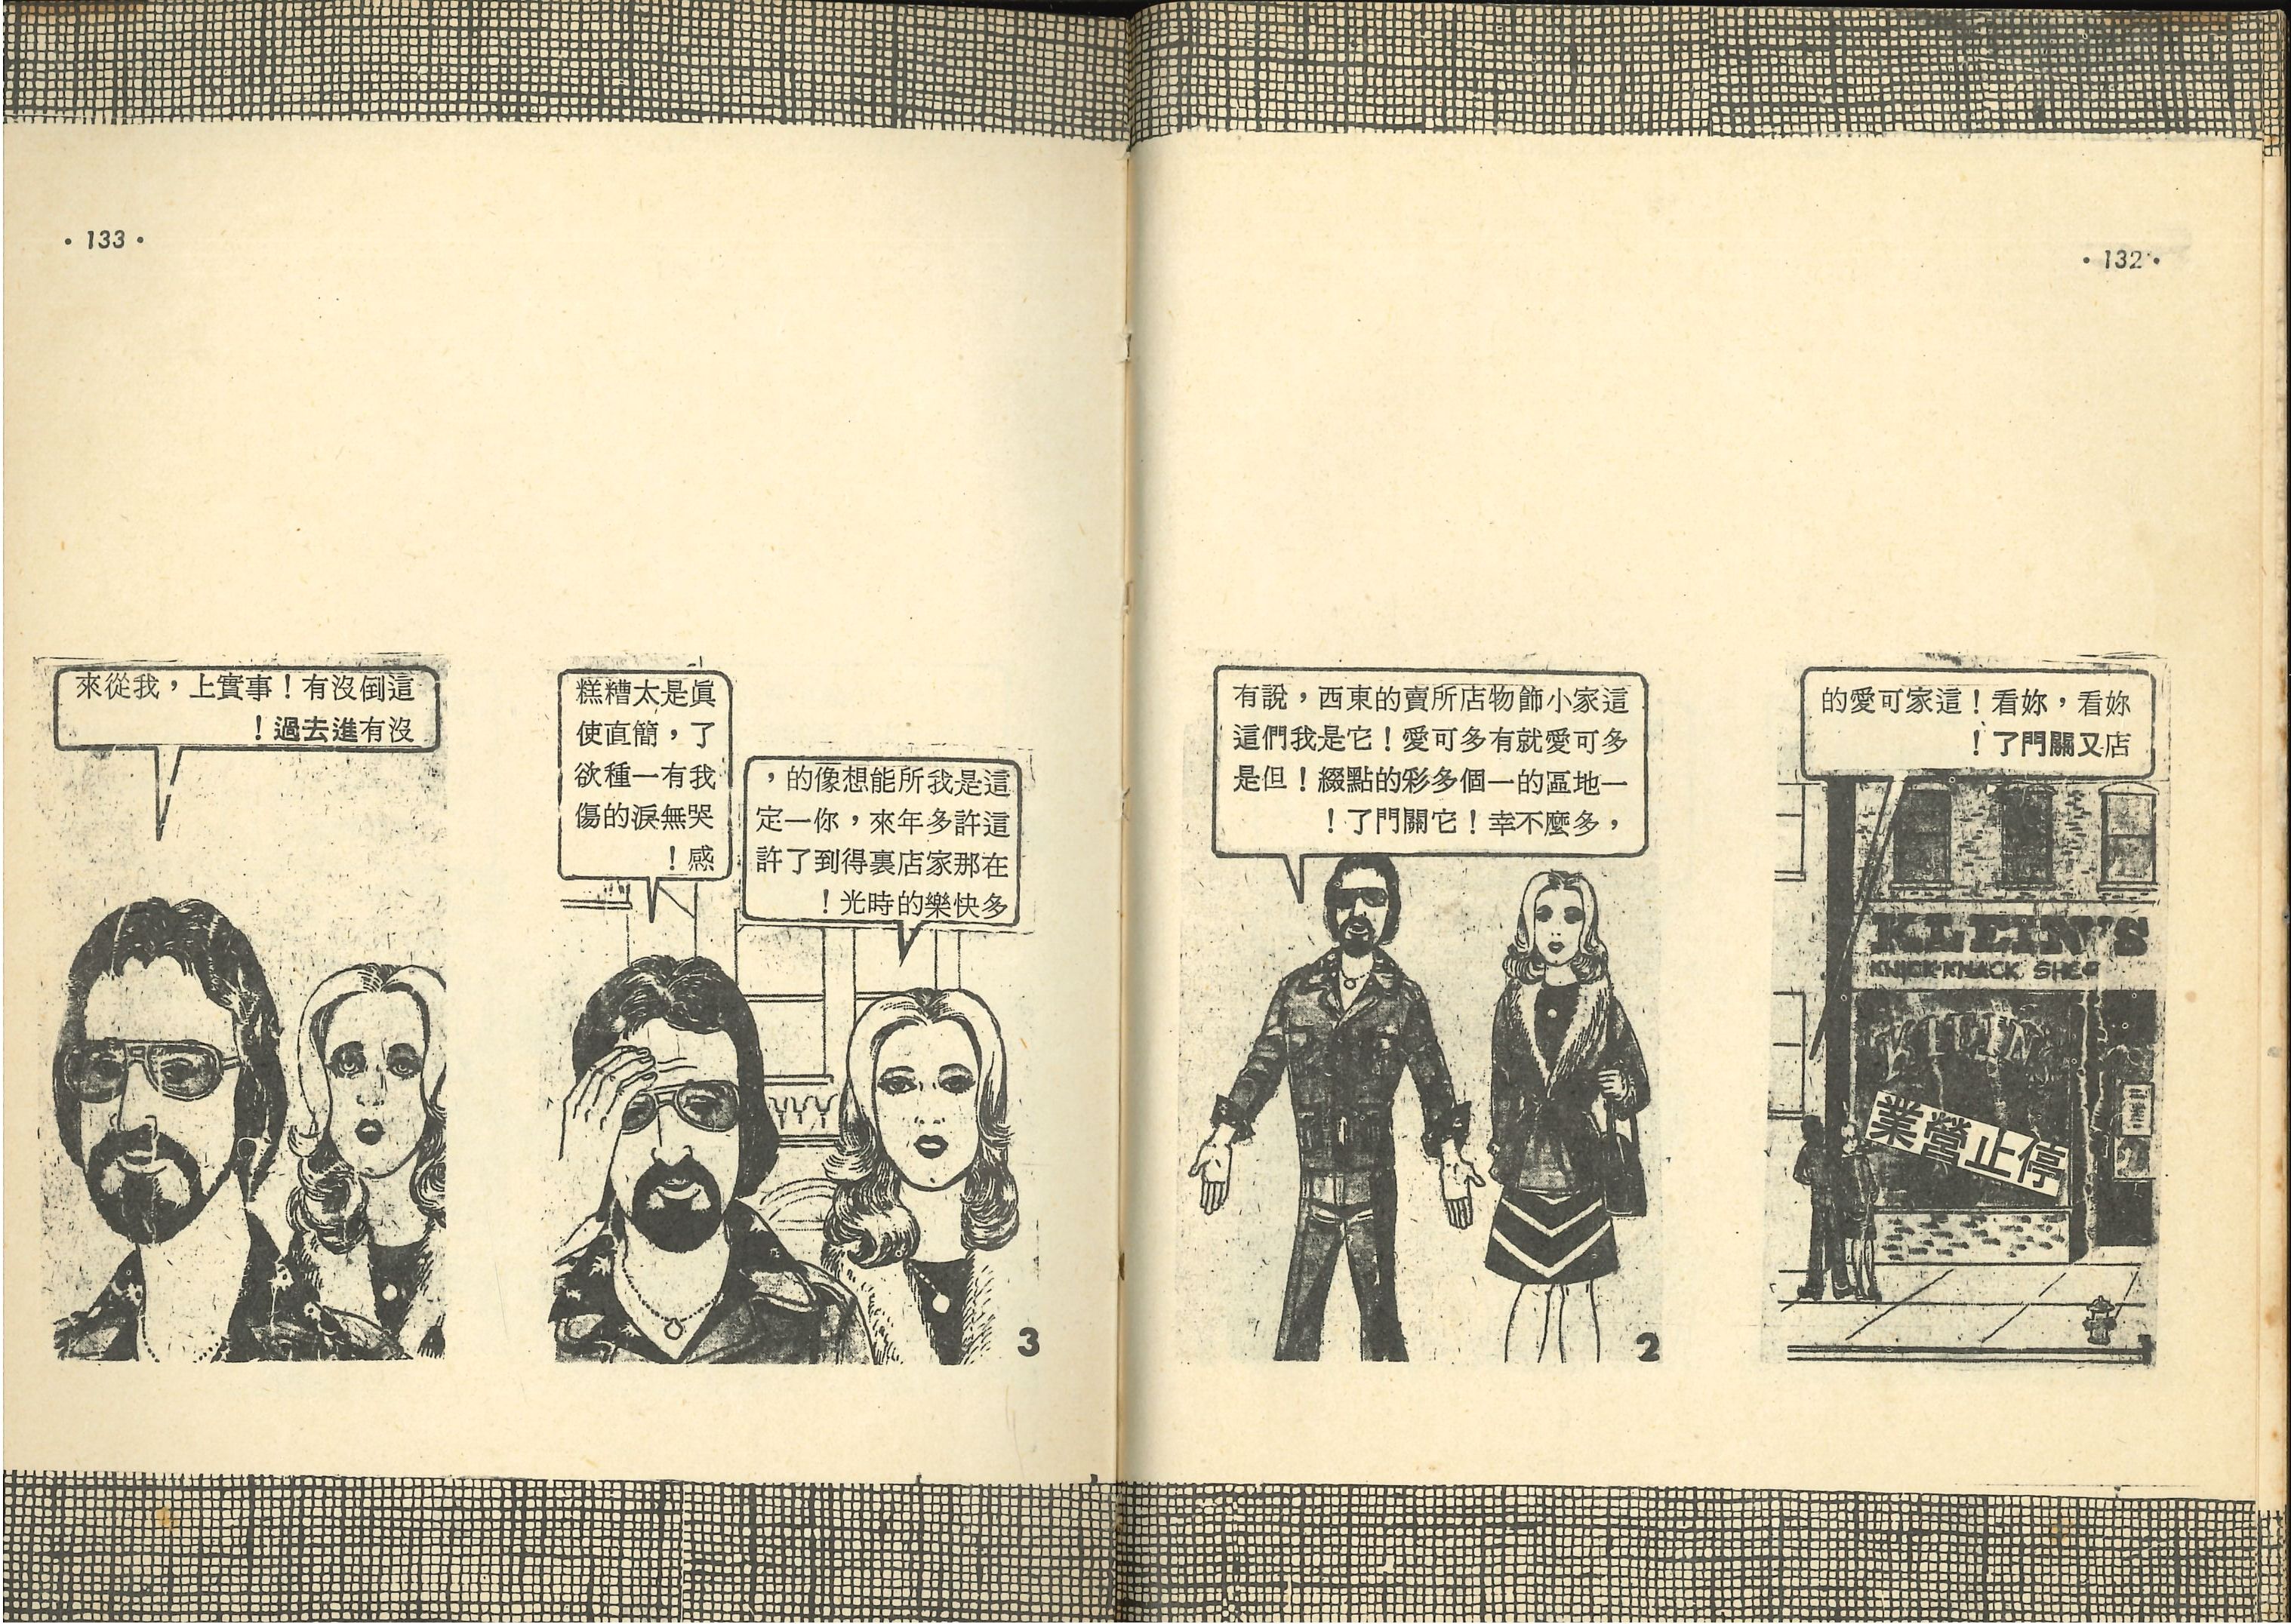 132
妳看，妳看！這家可愛的
店又關門了！
KLEIN'S
KNICK-KNACK SHOP
停止營業
這家小飾物店所賣的東西，說有
多可愛就有多可愛！它是我們這
一地區的一個多彩的點綴！但是
，多麼不幸！它關門了！
2
這是我所能想像的，
這許多年來，你一定
在那家店裏得到了許
多快樂的時光！
真是太糟糕
了，簡直使
我有一種欲
哭無淚的傷
感！
3
133
這倒沒有！事實上，我從來
沒有進去過！